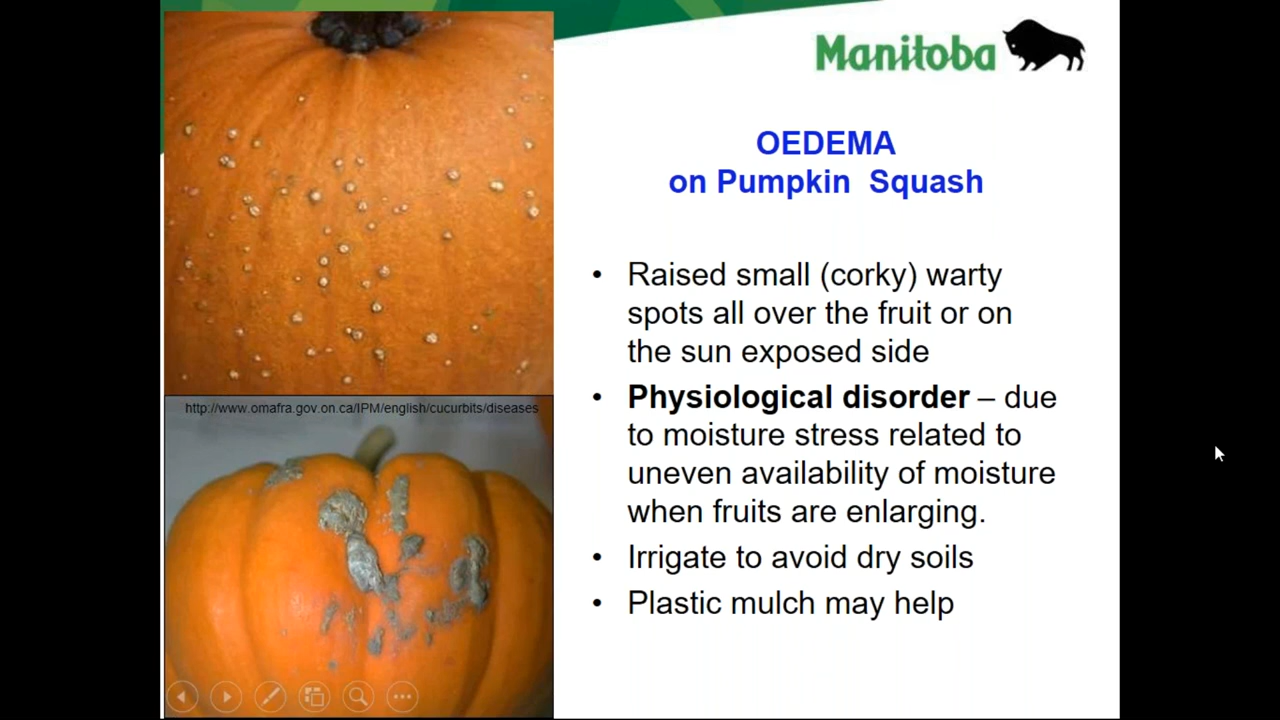 Manitoba
OEDEMA
on Pumpkin Squash
• Raised small (corky) warty
spots all over the fruit or on
the sun exposed side
• Physiological disorder – due
to moisture stress related to
uneven availability of moisture
when fruits are enlarging.
• Irrigate to avoid dry soils
• Plastic mulch may help
http://www.omafra.gov.on.ca/IPM/english/cucurbits/diseases